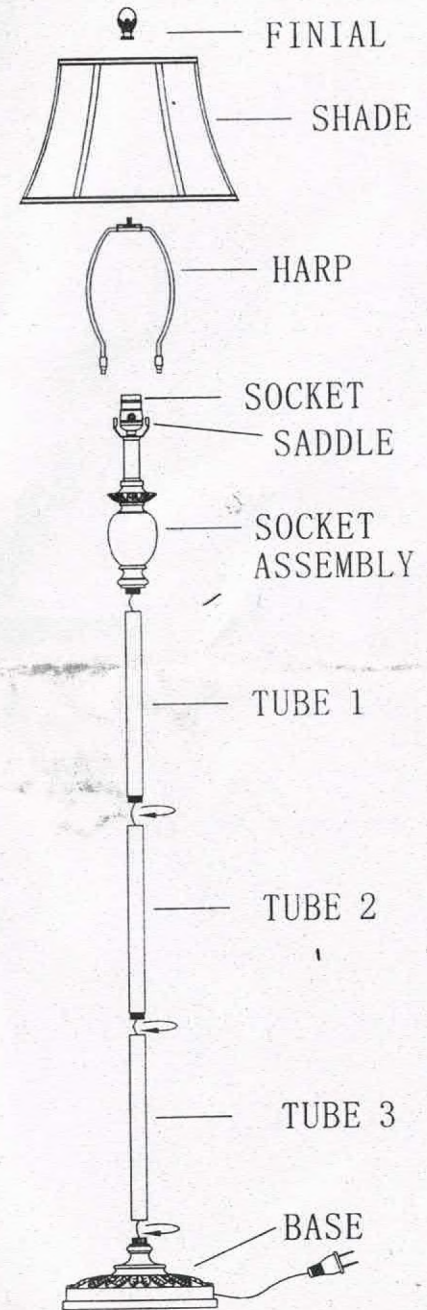 FINIAL
SHADE
HARP
SOCKET
SADDLE
SOCKET
ASSEMBLY
TUBE 1
TUBE 2
TUBE 3
BASE